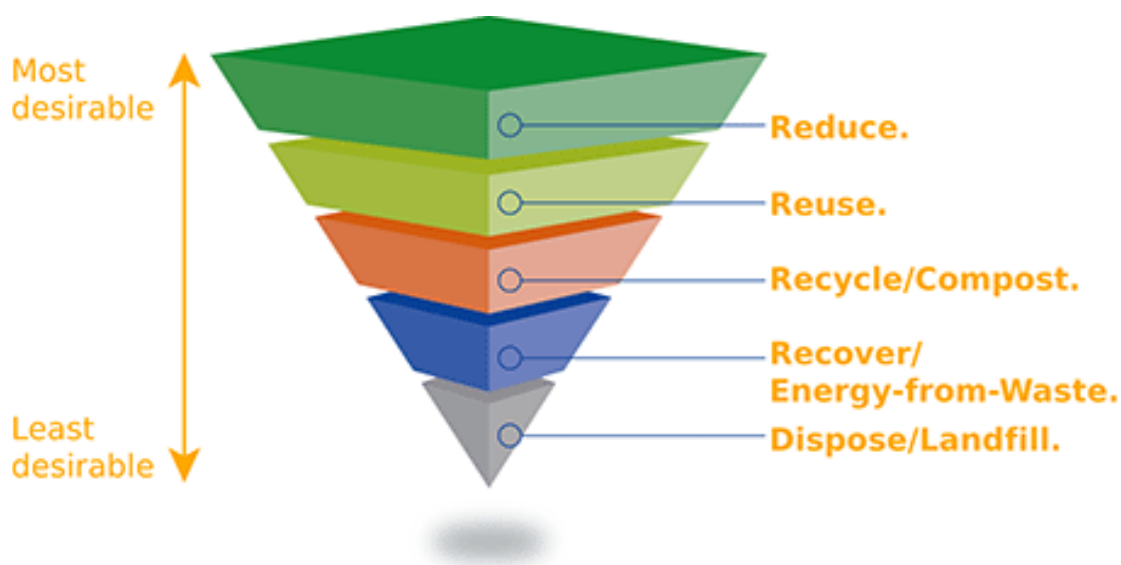 Most
desirable
Reduce.
Reuse.
Recycle/Compost.
Recover/
Energy-from-Waste.
Least
desirable
Dispose/Landfill.